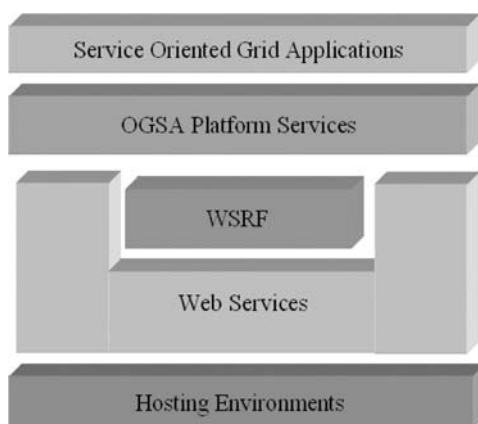 Service Oriented Grid Applications
OGSA Platform Services
WSRF
Web Services
Hosting Environments